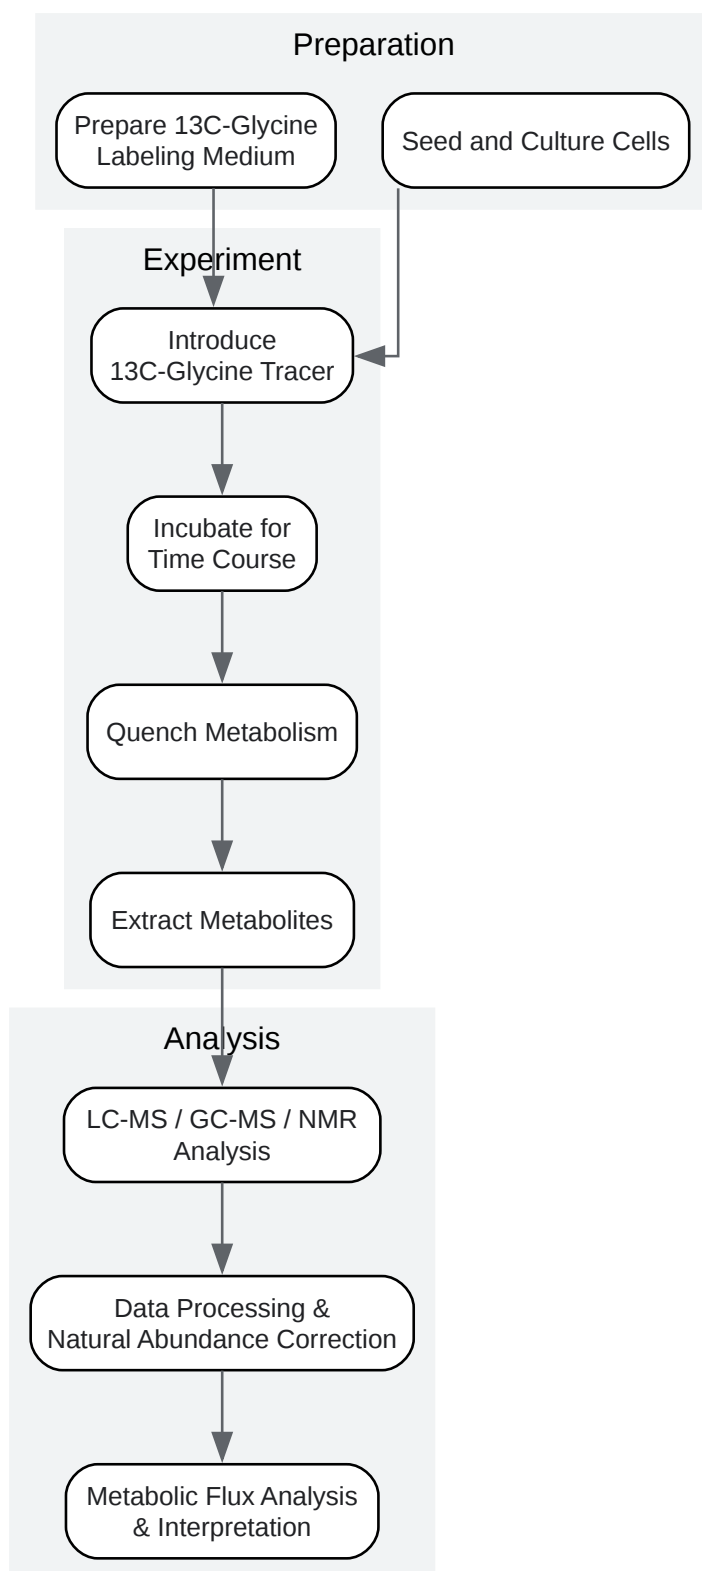 Preparation
Prepare 13C-Glycine
Labeling Medium
Seed and Culture Cells
Experiment
Introduce
13C-Glycine Tracer
Incubate for
Time Course
Quench Metabolism
Extract Metabolites
Analysis
LC-MS / GC-MS / NMR
Analysis
Data Processing &
Natural Abundance Correction
Metabolic Flux Analysis
& Interpretation